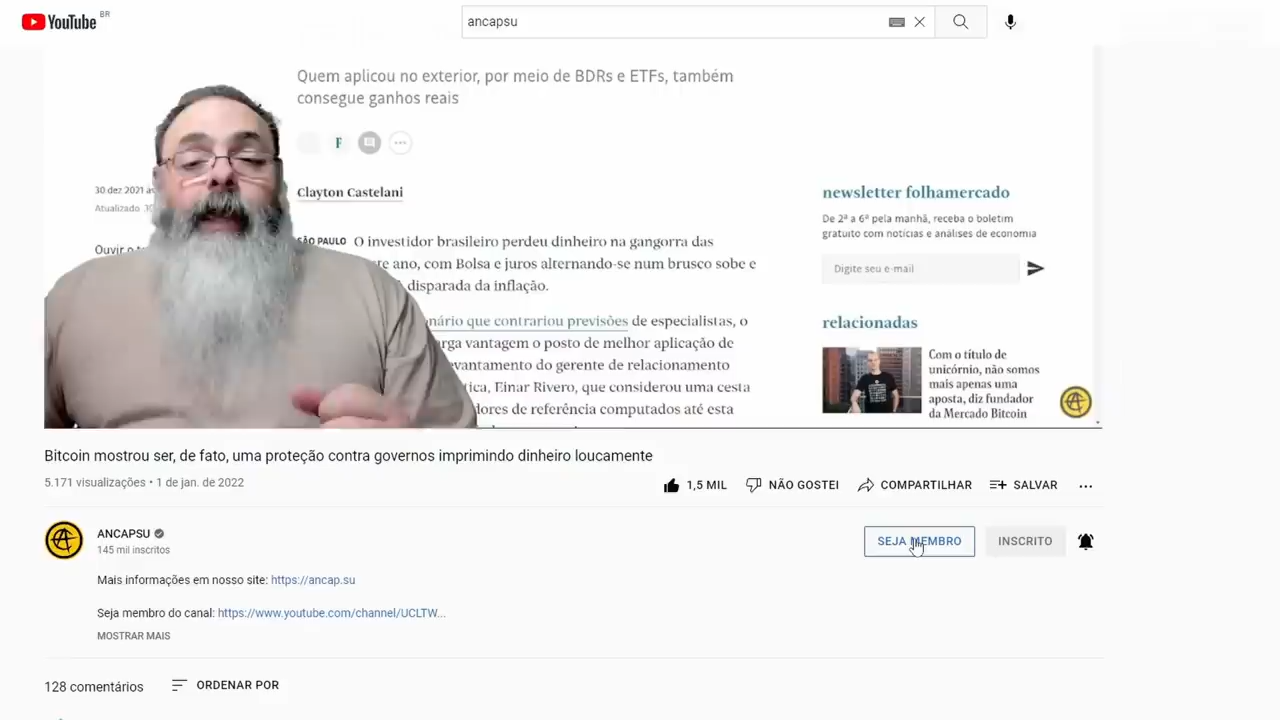 YouTube BR
ancapsu
Quem aplicou no exterior, por meio de BDRs e ETFs, também
consegue ganhos reais
F
30 dez 2021
Clayton Castelani
Atualizado
newsletter folhamercado
De 2ª a 6ª pela manhã, receba o boletim
gratuito com notícias e análises de economia
Ouvir o
SÃO PAULO O investidor brasileiro perdeu dinheiro na gangorra das
ano, com Bolsa e juros alternando-se num brusco sobe e
disparada da inflação.
Digite seu e-mail
que contrariou previsões de especialistas, o
vantagem o posto de melhor aplicação de
do gerente de relacionamento
Einar Rivero, que considerou uma cesta
de referência computados até esta
relacionadas
Com o título de
unicórnio, não somos
mais apenas uma
aposta, diz fundador
da Mercado Bitcoin
Bitcoin mostrou ser, de fato, uma proteção contra governos imprimindo dinheiro loucamente
5.171 visualizações • 1 de jan. de 2022
1,5 MIL NÃO GOSTEI COMPARTILHAR SALVAR ...
ANCAPSU
145 mil inscritos
SEJA MEMBRO INSCRITO
Mais informações em nosso site: https://ancap.su
Seja membro do canal: https://www.youtube.com/channel/UCLTW...
MOSTRAR MAIS
128 comentários ORDENAR POR